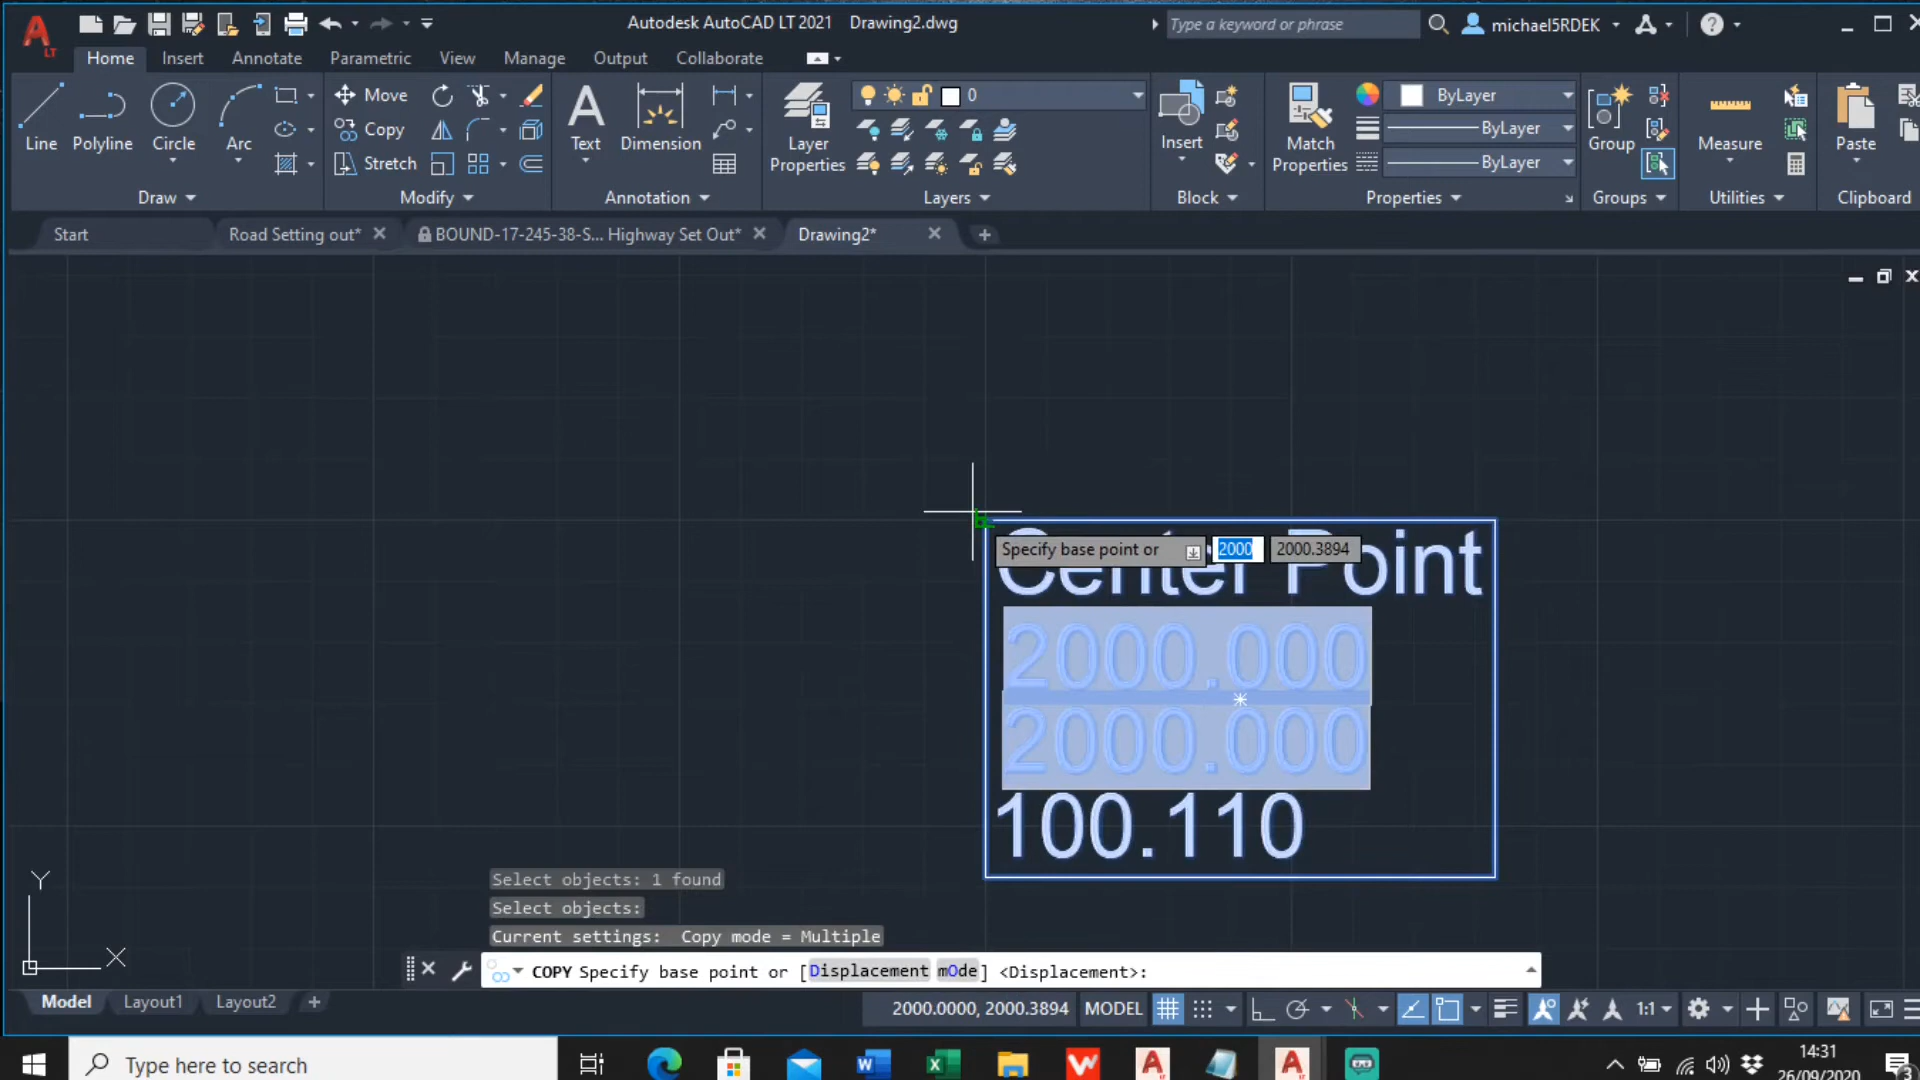 Autodesk AutoCAD LT 2021 Drawing2.dwg
Type a keyword or phrase
michael5RDEK
LT
Home Insert Annotate Parametric View Manage Output Collaborate
Line Polyline Circle Arc
Move
Copy
Stretch
Text Dimension
Layer Properties
0
Insert
Match Properties
ByLayer
ByLayer
ByLayer
Group
Measure
Paste
Draw Modify Annotation Layers Block Properties Groups Utilities Clipboard
Start Road Setting out* BOUND-17-245-38-S... Highway Set Out* Drawing2*
Center Point
Specify base point or 2000 2000.3894
2000.000
2000.000
100.110
Y
X
Select objects: 1 found
Select objects:
Current settings: Copy mode = Multiple
COPY Specify base point or [Displacement mOde] <Displacement>:
Model Layout1 Layout2
2000.0000, 2000.3894 MODEL 1:1
Type here to search
14:31
26/09/2020
3